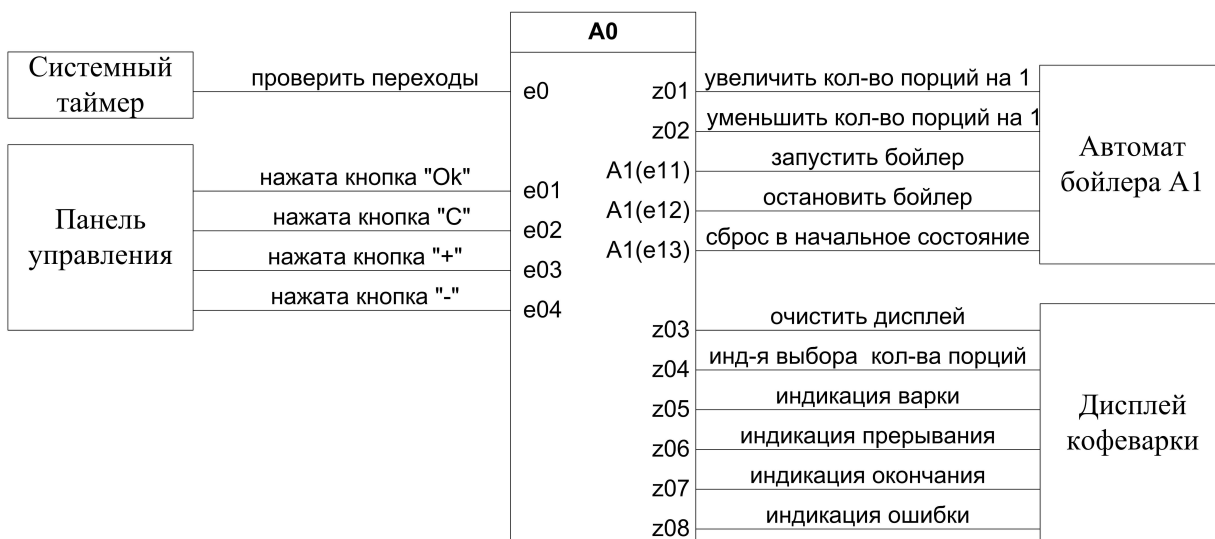 A0
Системный
таймер
проверить переходы
e0
Панель
управления
нажата кнопка "Ok"
e01
нажата кнопка "C"
e02
нажата кнопка "+"
e03
нажата кнопка "-"
e04
z01
увеличить кол-во порций на 1
z02
уменьшить кол-во порций на 1
A1(e11)
запустить бойлер
A1(e12)
остановить бойлер
A1(e13)
сброс в начальное состояние
Автомат
бойлера А1
z03
очистить дисплей
z04
инд-я выбора кол-ва порций
z05
индикация варки
z06
индикация прерывания
z07
индикация окончания
z08
индикация ошибки
Дисплей
кофеварки